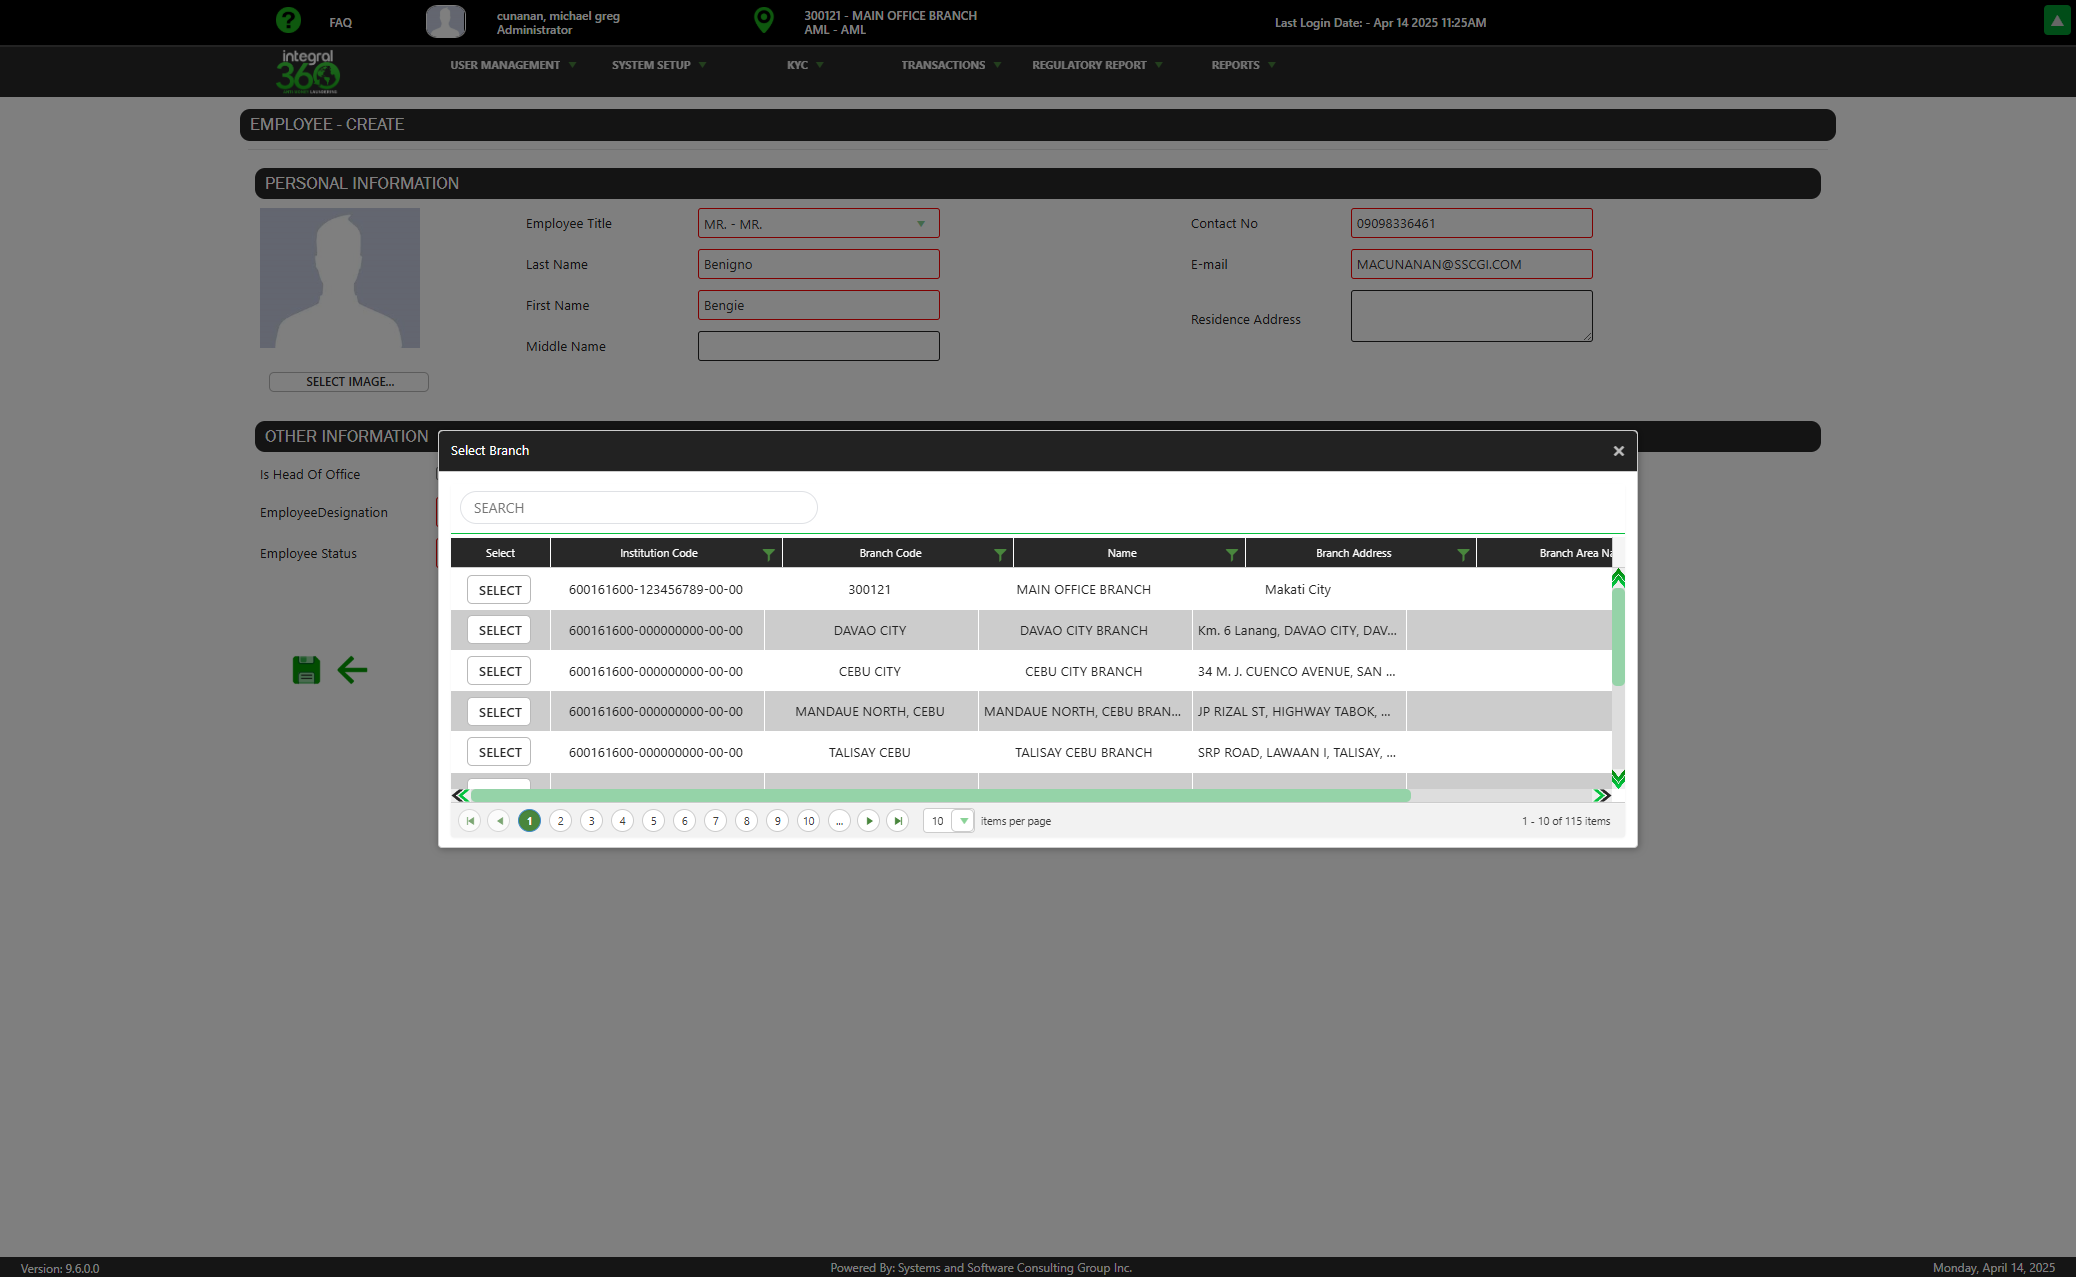 FAQ
cunanan, michael greg
Administrator
300121 - MAIN OFFICE BRANCH
AML - AML
Last Login Date: - Apr 14 2025 11:25AM
integral
360
USER MANAGEMENT
SYSTEM SETUP
KYC
TRANSACTIONS
REGULATORY REPORT
REPORTS
EMPLOYEE - CREATE
PERSONAL INFORMATION
Employee Title MR. - MR.
Contact No 09098336461
Last Name Benigno
E-mail MACUNANAN@SSCGI.COM
First Name Bengie
Residence Address
Middle Name
SELECT IMAGE...
OTHER INFORMATION
Is Head Of Office
EmployeeDesignation
Employee Status
Select Branch
SEARCH
Select Institution Code Branch Code Name Branch Address Branch Area Na
SELECT 600161600-123456789-00-00 300121 MAIN OFFICE BRANCH Makati City
SELECT 600161600-000000000-00-00 DAVAO CITY DAVAO CITY BRANCH Km. 6 Lanang, DAVAO CITY, DAV...
SELECT 600161600-000000000-00-00 CEBU CITY CEBU CITY BRANCH 34 M. J. CUENCO AVENUE, SAN ...
SELECT 600161600-000000000-00-00 MANDAUE NORTH, CEBU MANDAUE NORTH, CEBU BRAN... JP RIZAL ST, HIGHWAY TABOK, ...
SELECT 600161600-000000000-00-00 TALISAY CEBU TALISAY CEBU BRANCH SRP ROAD, LAWAAN I, TALISAY, ...
1 2 3 4 5 6 7 8 9 10 ... 10 items per page 1 - 10 of 115 items
Version: 9.6.0.0
Powered By: Systems and Software Consulting Group Inc.
Monday, April 14, 2025